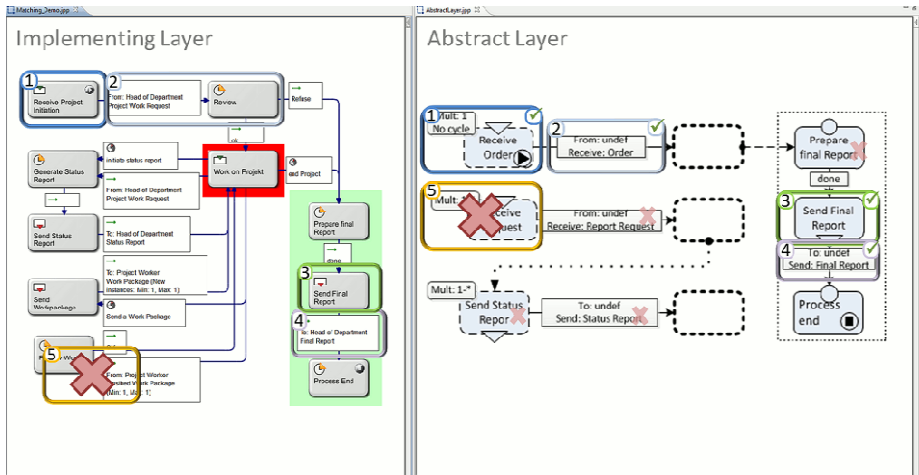 Matching_Demo.jpp
AbstractLayer.jpp
Implementing Layer
1
Receive Project
Initiation
2
From: Head of Department
Project Work Request
Review
Refuse
ok
Generate Status
Report
initiate status report
Work on Projekt
end Project
From: Head of Department
Project Work Request
Send Status
Report
To: Head of Department
Status Report
Prepare final
Report
done
To: Project Worker
Work Package (New
Instances: Min: 1, Max: 1)
3
Send Final
Report
Send
Workpackage
Send a Work Package
4
To: Head of Department
Final Report
5
From: Project Worker
Work Package
(Min: 1, Max: 1)
Process End
Abstract Layer
1
Mult: 1
No cycle
Receive
Order
2
From: undef
Receive: Order
Prepare
final Report
done
5
Mult:
Request
From: undef
Receive: Report Request
3
Send Final
Report
4
To: undef
Send: Final Report
Mult: 1-*
Send Status
Report
To: undef
Send: Status Report
Process
end